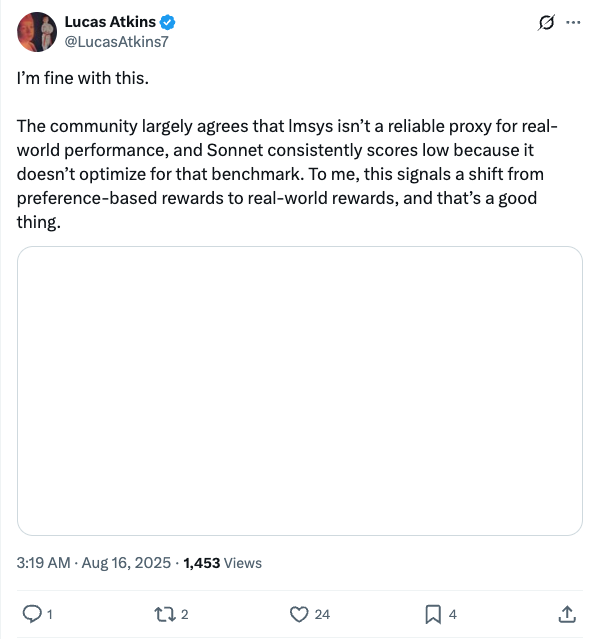 Lucas Atkins
@LucasAtkins7
I’m fine with this.
The community largely agrees that lmsys isn’t a reliable proxy for real-
world performance, and Sonnet consistently scores low because it
doesn’t optimize for that benchmark. To me, this signals a shift from
preference-based rewards to real-world rewards, and that’s a good
thing.
3:19 AM · Aug 16, 2025 · 1,453 Views
1 2 24 4